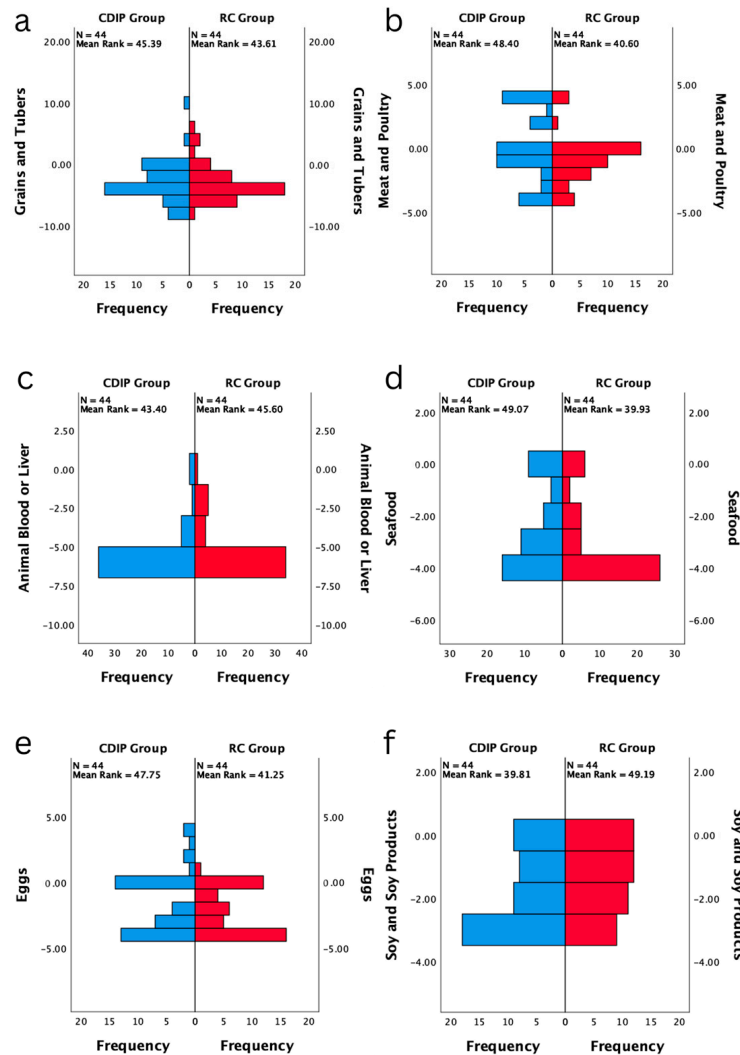 a
CDIP Group RC Group
N = 44 N = 44
Mean Rank = 45.39 Mean Rank = 43.61
20.00 20.00
10.00 10.00
0.00 0.00
−10.00 −10.00
Grains and Tubers Grains and Tubers
20 15 10 5 0 5 10 15 20
Frequency Frequency
b
CDIP Group RC Group
N = 44 N = 44
Mean Rank = 48.40 Mean Rank = 40.60
5.00 5.00
0.00 0.00
−5.00 −5.00
Meat and Poultry Meat and Poultry
20 15 10 5 0 5 10 15 20
Frequency Frequency
c
CDIP Group RC Group
N = 44 N = 44
Mean Rank = 43.40 Mean Rank = 45.60
2.50 2.50
0.00 0.00
−2.50 −2.50
−5.00 −5.00
−7.50 −7.50
−10.00 −10.00
Animal Blood or Liver Animal Blood or Liver
40 30 20 10 0 10 20 30 40
Frequency Frequency
d
CDIP Group RC Group
N = 44 N = 44
Mean Rank = 49.07 Mean Rank = 39.93
2.00 2.00
0.00 0.00
−2.00 −2.00
−4.00 −4.00
−6.00 −6.00
Seafood Seafood
30 20 10 0 0 10 20 30
Frequency Frequency
e
CDIP Group RC Group
N = 44 N = 44
Mean Rank = 47.75 Mean Rank = 41.25
5.00 5.00
0.00 0.00
−5.00 −5.00
Eggs Eggs
20 15 10 5 0 5 10 15 20
Frequency Frequency
f
CDIP Group RC Group
N = 44 N = 44
Mean Rank = 39.81 Mean Rank = 49.19
2.00 2.00
0.00 0.00
−2.00 −2.00
−4.00 −4.00
Soy and Soy Products Soy and Soy Products
20 15 10 5 0 5 10 15 20
Frequency Frequency